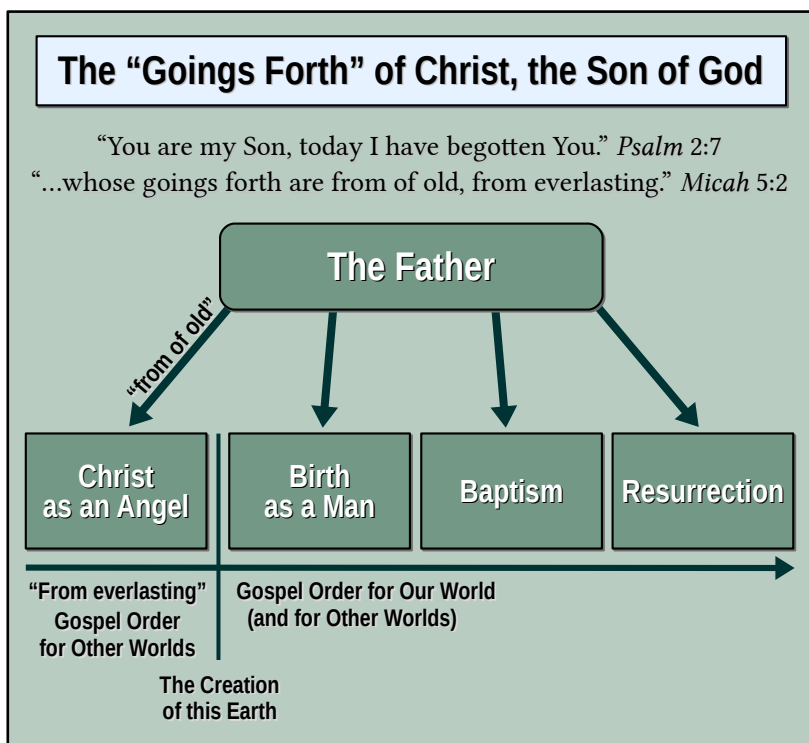 The “Goings Forth” of Christ, the Son of God
“You are my Son, today I have begotten You.” Psalm 2:7
“…whose goings forth are from of old, from everlasting.” Micah 5:2
The Father
“from of old”
Christ
as an Angel
Birth
as a Man
Baptism
Resurrection
“From everlasting”
Gospel Order
for Other Worlds
Gospel Order for Our World
(and for Other Worlds)
The Creation
of this Earth